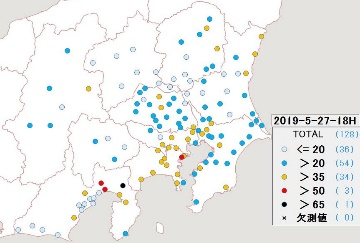 2019-5-27-18H
TOTAL (128)
<= 20 (36)
> 20 (54)
> 35 (34)
> 50 (3)
> 65 (1)
× 欠測値 (0)